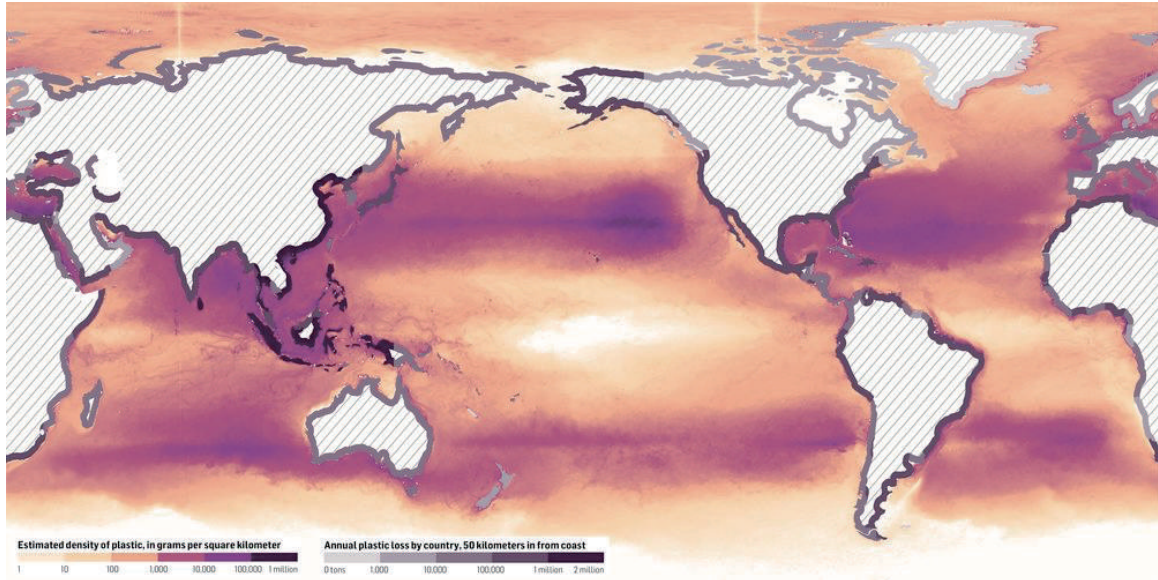 Estimated density of plastic, in grams per square kilometer
1 10 100 1,000 10,000 100,000 1 million
Annual plastic loss by country, 50 kilometers in from coast
0 tons 1,000 10,000 100,000 1 million 2 million